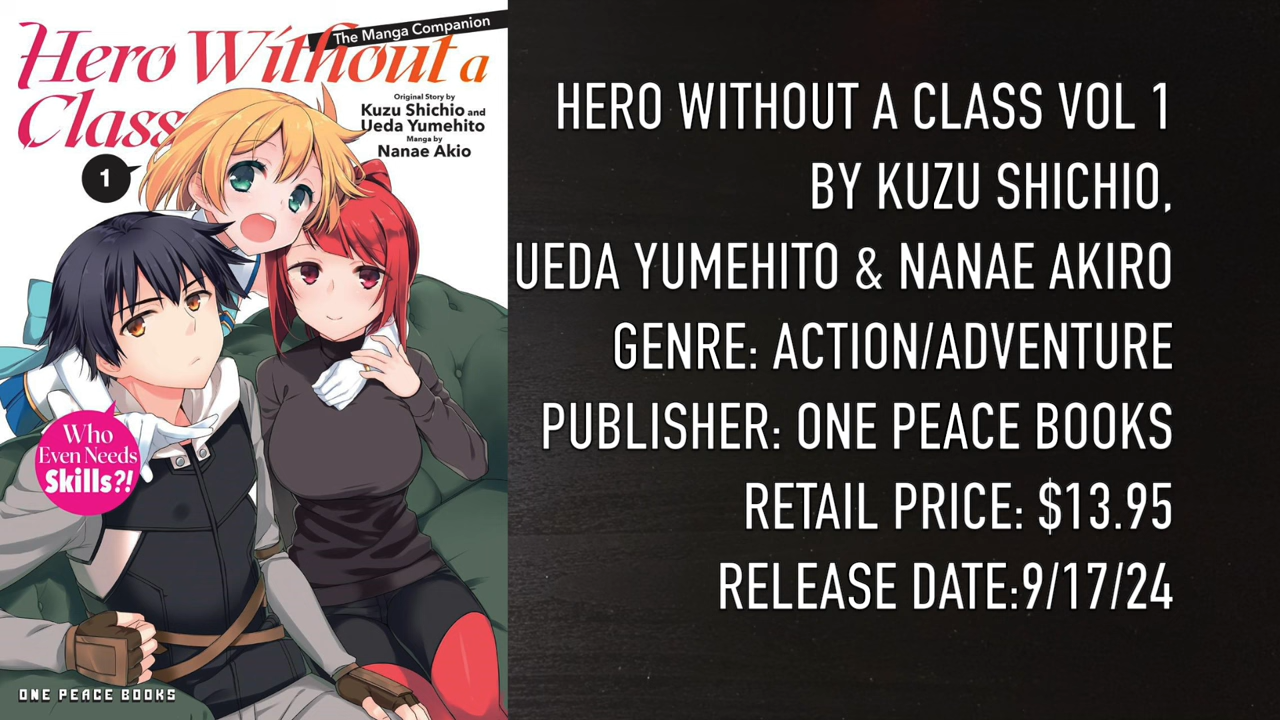 The Manga Companion
Hero Without a
Class
Original Story by
Kuzu Shichio and
Ueda Yumehito
Manga by
Nanae Akio
1
Who
Even Needs
Skills?!
ONE PEACE BOOKS
HERO WITHOUT A CLASS VOL 1
BY KUZU SHICHIO,
UEDA YUMEHITO & NANAE AKIRO
GENRE: ACTION/ADVENTURE
PUBLISHER: ONE PEACE BOOKS
RETAIL PRICE: $13.95
RELEASE DATE:9/17/24